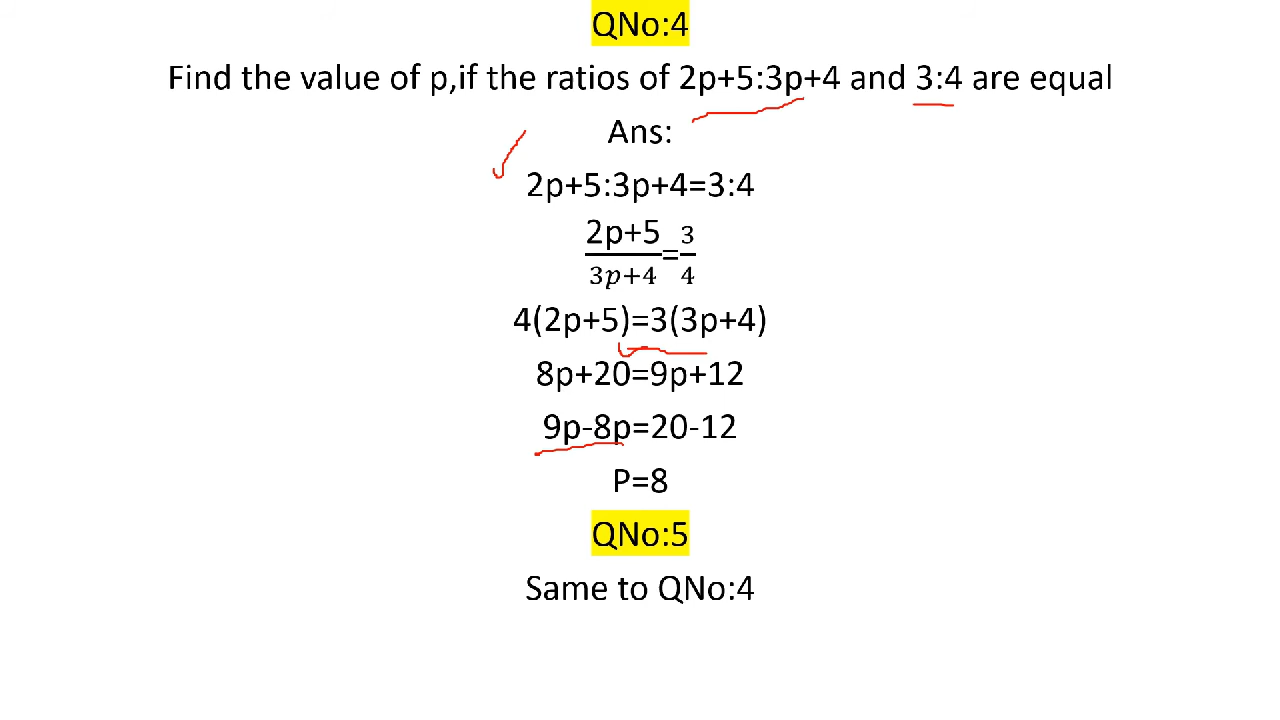 QNo:4
Find the value of p,if the ratios of 2p+5:3p+4 and 3:4 are equal
Ans:
2p+5:3p+4=3:4
2p+5/3p+4=3/4
4(2p+5)=3(3p+4)
8p+20=9p+12
9p-8p=20-12
P=8
QNo:5
Same to QNo:4